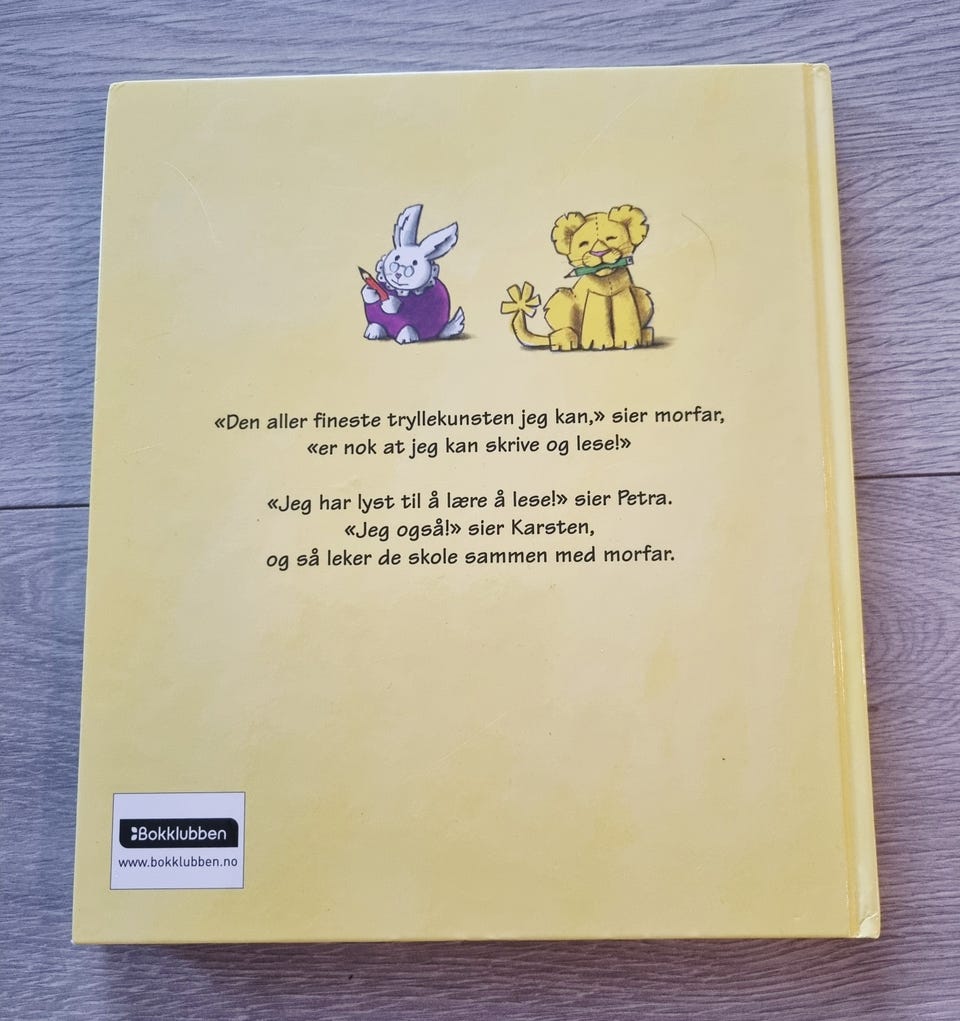 «Den aller fineste tryllekunsten jeg kan,» sier morfar,
«er nok at jeg kan skrive og lese!»
«Jeg har lyst til å lære å lese!» sier Petra.
«Jeg også!» sier Karsten,
og så leker de skole sammen med morfar.
Bokklubben
www.bokklubben.no